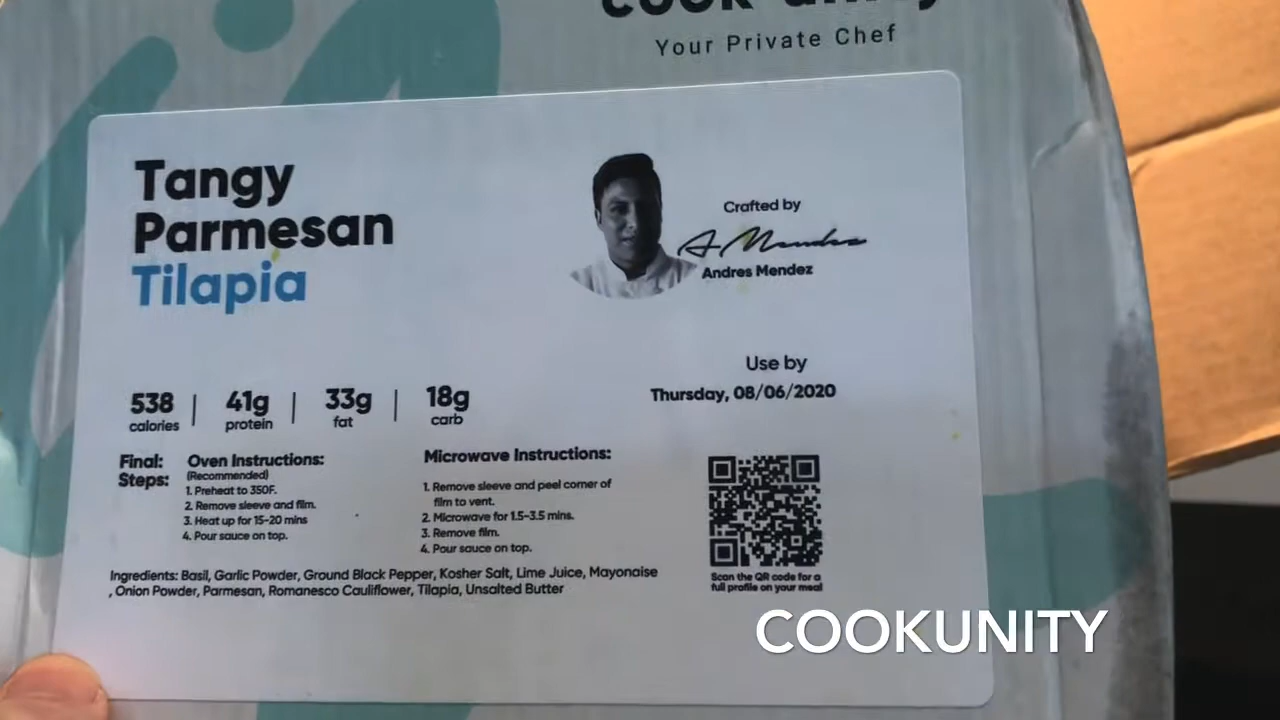 Your Private Chef
Tangy
Parmesan
Tilapia
Crafted by
A Mendez
Andres Mendez
Use by
Thursday, 08/06/2020
538 | 41g | 33g | 18g
calories protein fat carb
Final:
Steps:
Oven Instructions:
(Recommended)
1. Preheat to 350F.
2. Remove sleeve and film.
3. Heat up for 15-20 mins
4. Pour sauce on top.
Microwave Instructions:
1. Remove sleeve and peel corner of
film to vent.
2. Microwave for 1.5-3.5 mins.
3. Remove film.
4. Pour sauce on top.
Scan the QR code for a
full profile on your meal
Ingredients: Basil, Garlic Powder, Ground Black Pepper, Kosher Salt, Lime Juice, Mayonaise
, Onion Powder, Parmesan, Romanesco Cauliflower, Tilapia, Unsalted Butter
COOKUNITY